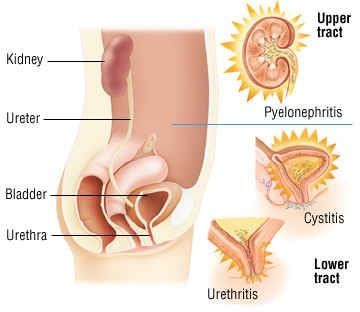 Upper
tract
Kidney
Pyelonephritis
Ureter
Bladder
Cystitis
Urethra
Lower
tract
Urethritis